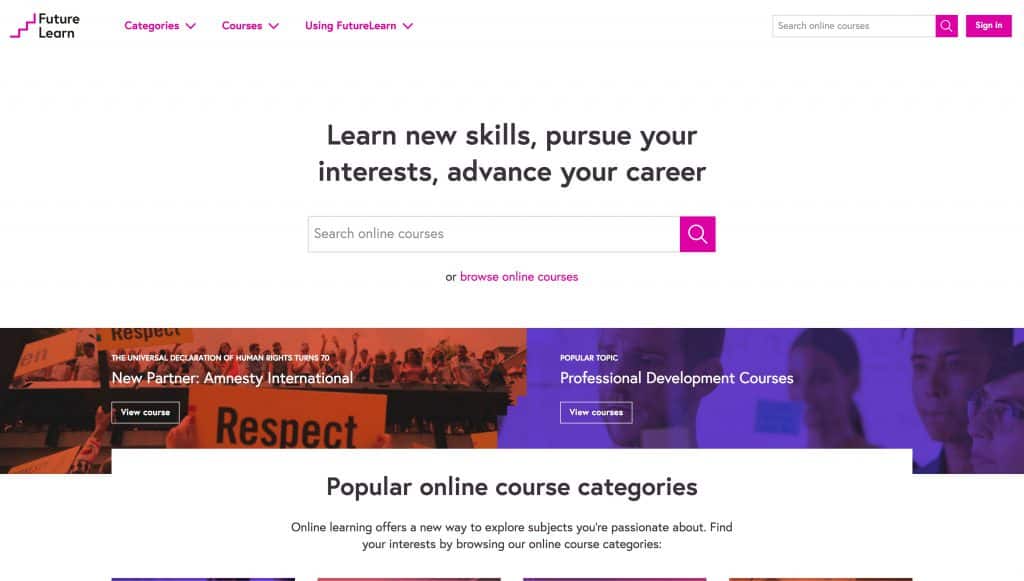 Future
Learn
Categories
Courses
Using FutureLearn
Search online courses
Sign in
Learn new skills, pursue your
interests, advance your career
Search online courses
or browse online courses
Respect
THE UNIVERSAL DECLARATION OF HUMAN RIGHTS TURNS 70
New Partner: Amnesty International
View course
Respect
POPULAR TOPIC
Professional Development Courses
View courses
Popular online course categories
Online learning offers a new way to explore subjects you're passionate about. Find
your interests by browsing our online course categories: